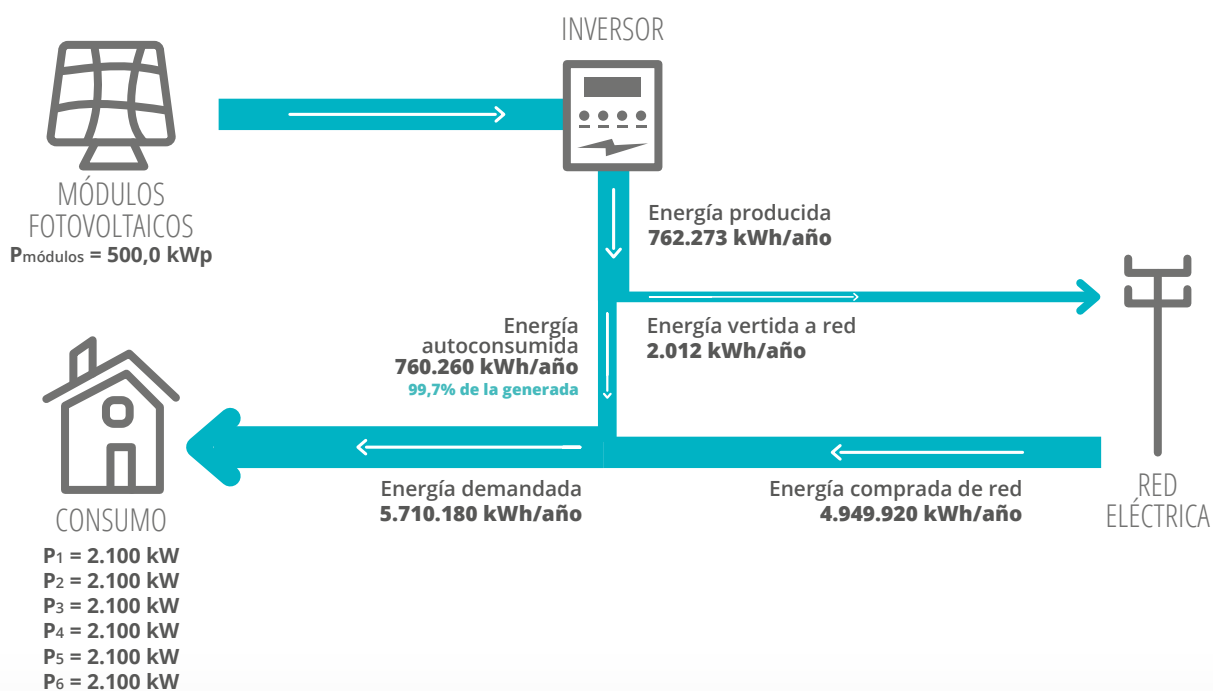 INVERSOR
MÓDULOS
FOTOVOLTAICOS
Pmódulos = 500,0 kWp
Energía producida
762.273 kWh/año
Energía
autoconsumida
760.260 kWh/año
99,7% de la generada
Energía vertida a red
2.012 kWh/año
Energía demandada
5.710.180 kWh/año
Energía comprada de red
4.949.920 kWh/año
RED
ELÉCTRICA
CONSUMO
P1 = 2.100 kW
P2 = 2.100 kW
P3 = 2.100 kW
P4 = 2.100 kW
P5 = 2.100 kW
P6 = 2.100 kW